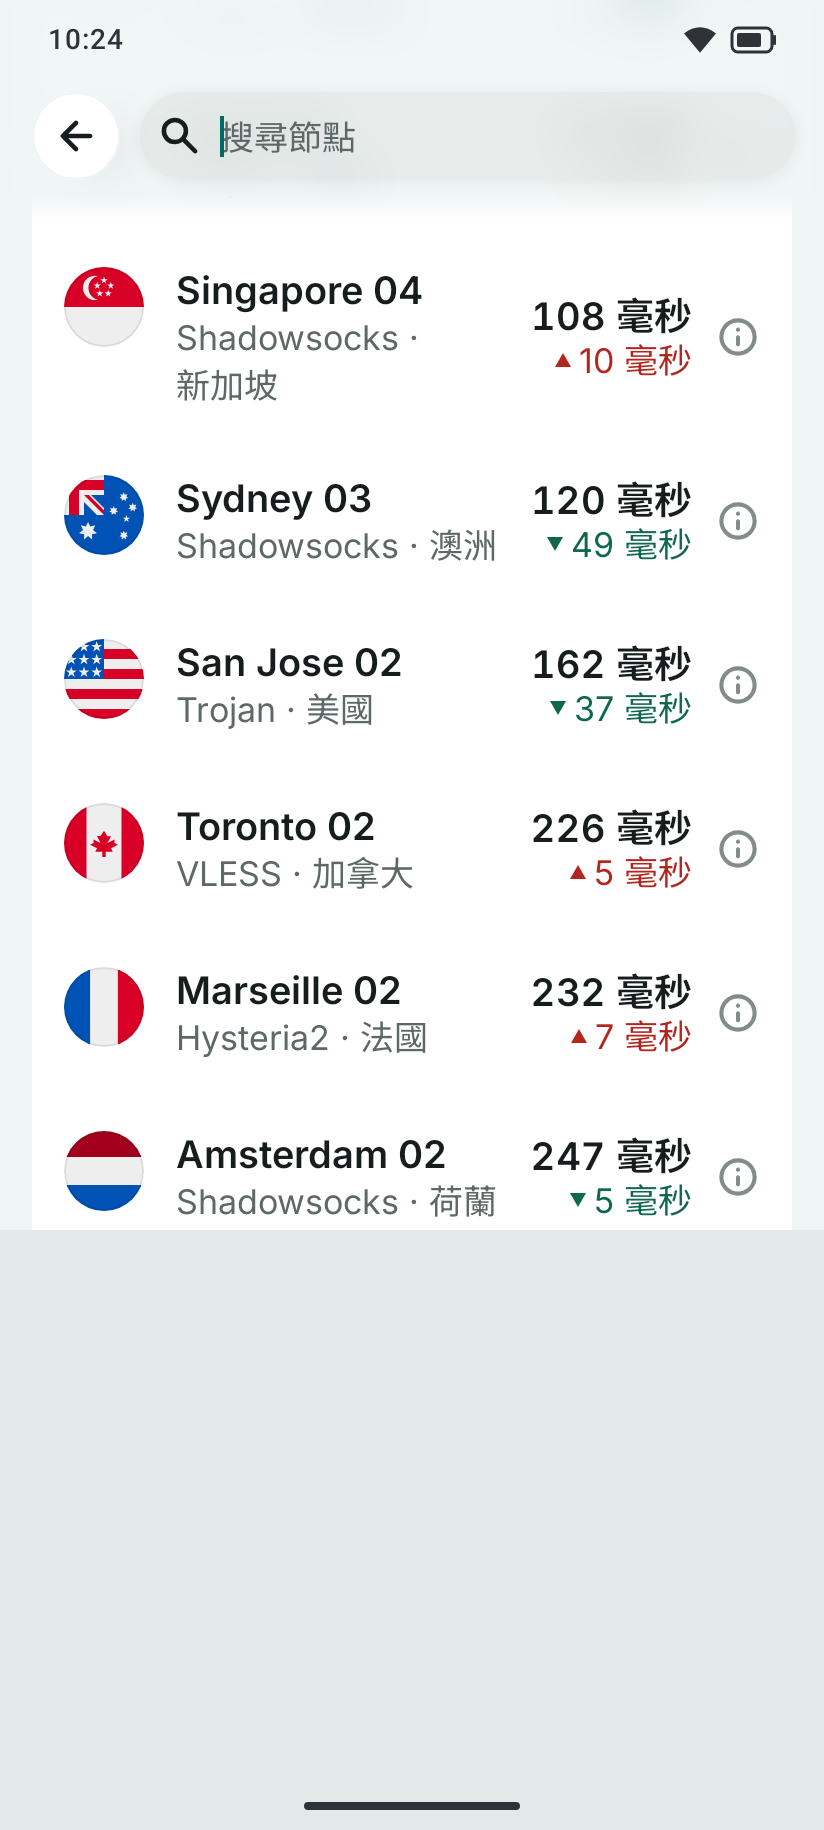 10:24
搜尋節點
Singapore 04
Shadowsocks ·
新加坡
108 毫秒
▲10 毫秒
Sydney 03
Shadowsocks · 澳洲
120 毫秒
▼49 毫秒
San Jose 02
Trojan · 美國
162 毫秒
▼37 毫秒
Toronto 02
VLESS · 加拿大
226 毫秒
▲5 毫秒
Marseille 02
Hysteria2 · 法國
232 毫秒
▲7 毫秒
Amsterdam 02
Shadowsocks · 荷蘭
247 毫秒
▼5 毫秒